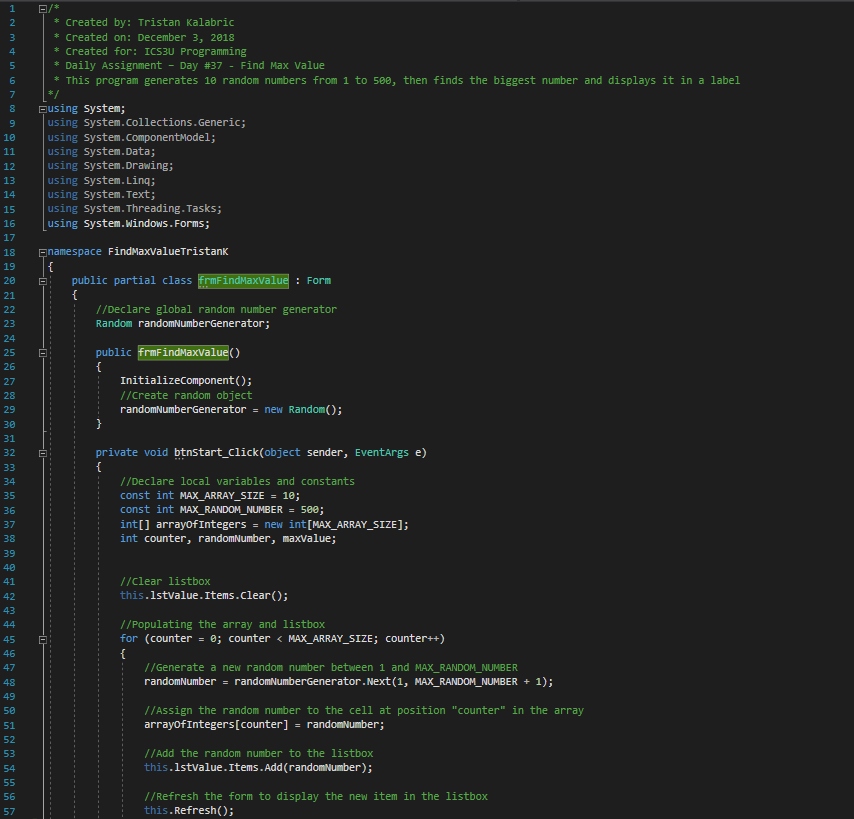 1 /*
2 * Created by: Tristan Kalabric
3 * Created on: December 3, 2018
4 * Created for: ICS3U Programming
5 * Daily Assignment – Day #37 - Find Max Value
6 * This program generates 10 random numbers from 1 to 500, then finds the biggest number and displays it in a label
7 */
8 using System;
9 using System.Collections.Generic;
10 using System.ComponentModel;
11 using System.Data;
12 using System.Drawing;
13 using System.Linq;
14 using System.Text;
15 using System.Threading.Tasks;
16 using System.Windows.Forms;
17
18 namespace FindMaxValueTristanK
19 {
20 public partial class frmFindMaxValue : Form
21 {
22 //Declare global random number generator
23 Random randomNumberGenerator;
24
25 public frmFindMaxValue()
26 {
27 InitializeComponent();
28 //Create random object
29 randomNumberGenerator = new Random();
30 }
31
32 private void btnStart_Click(object sender, EventArgs e)
33 {
34 //Declare local variables and constants
35 const int MAX_ARRAY_SIZE = 10;
36 const int MAX_RANDOM_NUMBER = 500;
37 int[] arrayOfIntegers = new int[MAX_ARRAY_SIZE];
38 int counter, randomNumber, maxValue;
39
40
41 //Clear listbox
42 this.lstValue.Items.Clear();
43
44 //Populating the array and listbox
45 for (counter = 0; counter < MAX_ARRAY_SIZE; counter++)
46 {
47 //Generate a new random number between 1 and MAX_RANDOM_NUMBER
48 randomNumber = randomNumberGenerator.Next(1, MAX_RANDOM_NUMBER + 1);
49
50 //Assign the random number to the cell at position "counter" in the array
51 arrayOfIntegers[counter] = randomNumber;
52
53 //Add the random number to the listbox
54 this.lstValue.Items.Add(randomNumber);
55
56 //Refresh the form to display the new item in the listbox
57 this.Refresh();